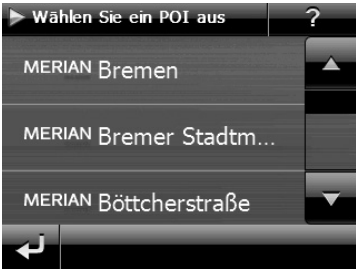 Wählen Sie ein POI aus ?
MERIAN Bremen
MERIAN Bremer Stadtm...
MERIAN Böttcherstraße